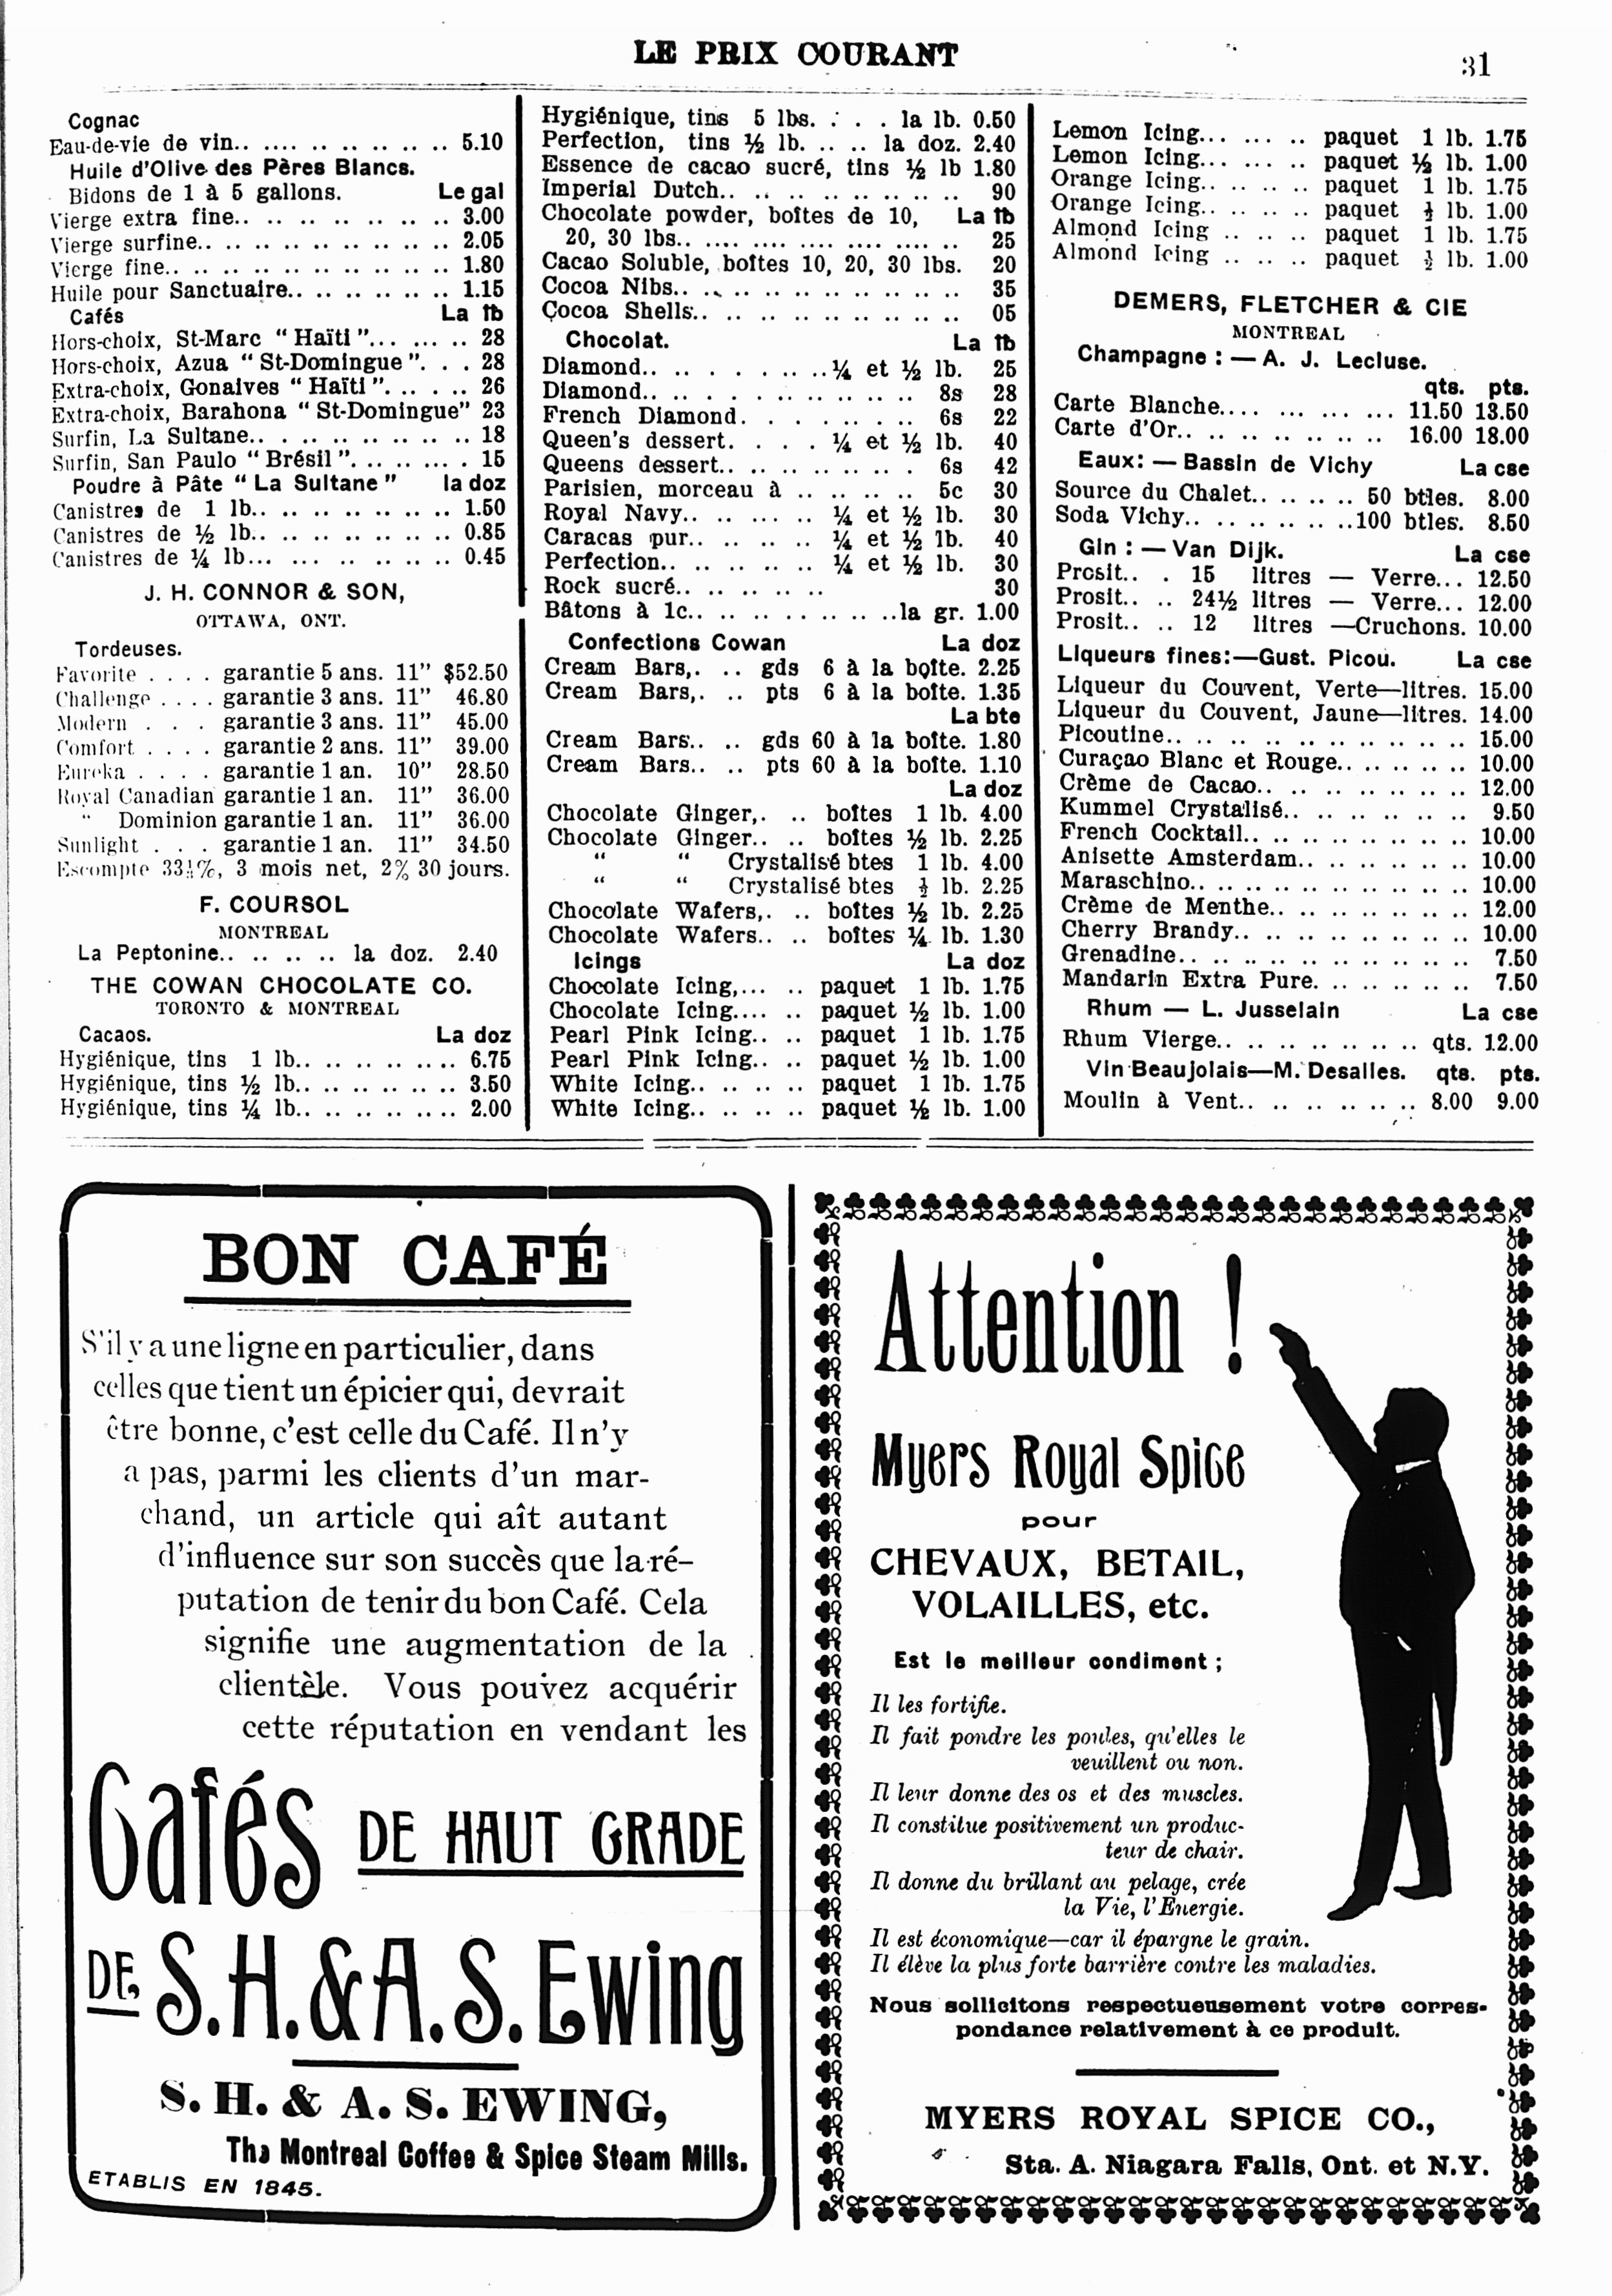 LE PRIX COURANT
31
Cognac
Eau-de-vie de vin.. .... .. .. .. .. .. 5.10
Huile d'Olive des Pères Blancs.
Bidons de 1 à 5 gallons. Le gal
Vierge extra fine.. .. .. .. .. .. .. .. 3.00
Vierge surfine.. .. .. .. .. .. .. .. .. 2.05
Vierge fine.. .. .. .. .. .. .. .. .. .. 1.80
Huile pour Sanctuaire.. .. .. .. .. .. 1.15
Cafés La lb
Hors-choix, St-Marc "Haïti"... ... .. 28
Hors-choix, Azua "St-Domingue". . . 28
Extra-choix, Gonaives "Haïti". .. .. .. 26
Extra-choix, Barahona "St-Domingue" 23
Surfin, La Sultane.. . .. .. .. .. .. .. 18
Surfin, San Paulo "Brésil". .. .. ... . 15
Poudre à Pâte "La Sultane" la doz
Canistres de 1 lb.. .. .. .. .. .. .. .. 1.50
Canistres de ½ lb.. .. .. .. .. .. .. .. 0.85
Canistres de ¼ lb... ... .. .. .. .. .. 0.45
J. H. CONNOR & SON,
OTTAWA, ONT.
Tordeuses.
Favorite . . . . garantie 5 ans. 11" $52.50
Challenge . . . . garantie 3 ans. 11" 46.80
Modern . . . garantie 3 ans. 11" 45.00
Comfort . . . . garantie 2 ans. 11" 39.00
Eureka . . . . garantie 1 an. 10" 28.50
Royal Canadian garantie 1 an. 11" 36.00
" Dominion garantie 1 an. 11" 36.00
Sunlight . . . garantie 1 an. 11" 34.50
Escompte 33⅓%, 3 mois net, 2% 30 jours.
F. COURSOL
MONTREAL
La Peptonine.. .. .. .. la doz. 2.40
THE COWAN CHOCOLATE CO.
TORONTO & MONTREAL
Cacaos. La doz
Hygiénique, tins 1 lb.. .. .. .. .. .. 6.75
Hygiénique, tins ½ lb.. .. .. .. .. .. 3.50
Hygiénique, tins ¼ lb.. .. .. .. .. .. 2.00
Hygiénique, tins 5 lbs. . . . . la lb. 0.50
Perfection, tins ½ lb. .. .. la doz. 2.40
Essence de cacao sucré, tins ½ lb 1.80
Imperial Dutch.. .. .. .. .. .. .. .. 90
Chocolate powder, boîtes de 10, La lb
20, 30 lbs.. .... .... .... .... .... .. 25
Cacao Soluble, boîtes 10, 20, 30 lbs. 20
Cocoa Nibs.. .. .. .. .. .. .. .. .. .. 35
Cocoa Shells.. .. .. .. .. .. .. .. .. 05
Chocolat. La lb
Diamond.. .. . . . . . ..¼ et ½ lb. 25
Diamond.. .. . .. .. .. .. .. .. 8s 28
French Diamond. . . . . .. . .. 6s 22
Queen's dessert. . . . ¼ et ½ lb. 40
Queens dessert.. .. .. .. .. .. . 6s 42
Parisien, morceau à .. .. .. .. 5c 30
Royal Navy.. .. ... .. ¼ et ½ lb. 30
Caracas pur.. .. .. .. ¼ et ½ lb. 40
Perfection.. .. .. .. .. ¼ et ½ lb. 30
Rock sucré.. .. .. .. .. .. 30
Bâtons à 1c.. .. .. .. .. .. ..la gr. 1.00
Confections Cowan La doz
Cream Bars,. .. gds 6 à la boîte. 2.25
Cream Bars,. .. pts 6 à la boîte. 1.35
La bte
Cream Bars.. .. gds 60 à la boîte. 1.80
Cream Bars.. .. pts 60 à la boîte. 1.10
La doz
Chocolate Ginger,. .. boîtes 1 lb. 4.00
Chocolate Ginger.. .. boîtes ½ lb. 2.25
" " Crystalisé btes 1 lb. 4.00
" " Crystalisé btes ½ lb. 2.25
Chocolate Wafers,. .. boîtes ½ lb. 2.25
Chocolate Wafers.. .. boîtes ¼ lb. 1.30
Icings La doz
Chocolate Icing,... .. paquet 1 lb. 1.75
Chocolate Icing.... .. paquet ½ lb. 1.00
Pearl Pink Icing.. .. paquet 1 lb. 1.75
Pearl Pink Icing.. .. paquet ½ lb. 1.00
White Icing.. .. .. .. paquet 1 lb. 1.75
White Icing.. .. .. .. paquet ½ lb. 1.00
Lemon Icing... ... .. paquet 1 lb. 1.75
Lemon Icing... ... .. paquet ½ lb. 1.00
Orange Icing.. .. .. .. paquet 1 lb. 1.75
Orange Icing.. .. .. .. paquet ½ lb. 1.00
Almond Icing .. .. .. paquet 1 lb. 1.75
Almond Icing .. .. .. paquet ½ lb. 1.00
DEMERS, FLETCHER & CIE
MONTREAL
Champagne : — A. J. Lecluse.
qts. pts.
Carte Blanche.... ... ... ... 11.50 13.50
Carte d'Or.. .. .. .. .. .. .. .. 16.00 18.00
Eaux: — Bassin de Vichy La cse
Source du Chalet.. .. .. .. 50 btles. 8.00
Soda Vichy.. .. .. .. .. ..100 btles. 8.50
Gin : — Van Dijk. La cse
Prosit.. . 15 litres — Verre... 12.50
Prosit.. .. 24½ litres — Verre... 12.00
Prosit.. .. 12 litres —Cruchons. 10.00
Liqueurs fines:—Gust. Picou. La cse
Liqueur du Couvent, Verte—litres. 15.00
Liqueur du Couvent, Jaune—litres. 14.00
Picoutine.. .. .. .. .. .. .. .. .. .. .. 15.00
Curaçao Blanc et Rouge.. .. .. .. .. 10.00
Crème de Cacao.. .. .. .. .. .. .. .. 12.00
Kummel Crystalisé.. .. .. .. .. .. .. 9.50
French Cocktail.. .. .. .. .. .. .. .. 10.00
Anisette Amsterdam.. .. .. .. .. .. 10.00
Maraschino.. .. .. .. .. .. .. .. .. .. 10.00
Crème de Menthe.. .. .. .. .. .. .. 12.00
Cherry Brandy.. .. .. .. .. .. .. .. 10.00
Grenadine.. .. .. .. .. .. .. .. .. .. 7.50
Mandarin Extra Pure. .. .. .. .. .. 7.50
Rhum — L. Jusselain La cse
Rhum Vierge.. .. .. .. .. .. .. qts. 12.00
Vin Beaujolais—M. Desalles. qts. pts.
Moulin à Vent.. .. .. .. .. .. 8.00 9.00
BON CAFÉ
S'il y a une ligne en particulier, dans
celles que tient un épicier qui, devrait
être bonne, c'est celle du Café. Il n'y
a pas, parmi les clients d'un mar-
chand, un article qui aît autant
d'influence sur son succès que la ré-
putation de tenir du bon Café. Cela
signifie une augmentation de la
clientèle. Vous pouvez acquérir
cette réputation en vendant les
Cafés DE HAUT GRADE
DE S.H.&A.S. Ewing
S. H. & A. S. EWING,
The Montreal Coffee & Spice Steam Mills.
ETABLIS EN 1845.
Attention !
Myers Royal Spice
pour
CHEVAUX, BETAIL,
VOLAILLES, etc.
Est le meilleur condiment ;
Il les fortifie.
Il fait pondre les poules, qu'elles le
veuillent ou non.
Il leur donne des os et des muscles.
Il constitue positivement un produc-
teur de chair.
Il donne du brillant au pelage, crée
la Vie, l'Energie.
Il est économique—car il épargne le grain.
Il élève la plus forte barrière contre les maladies.
Nous sollicitons respectueusement votre corres-
pondance relativement à ce produit.
MYERS ROYAL SPICE CO.,
Sta. A. Niagara Falls, Ont. et N.Y.